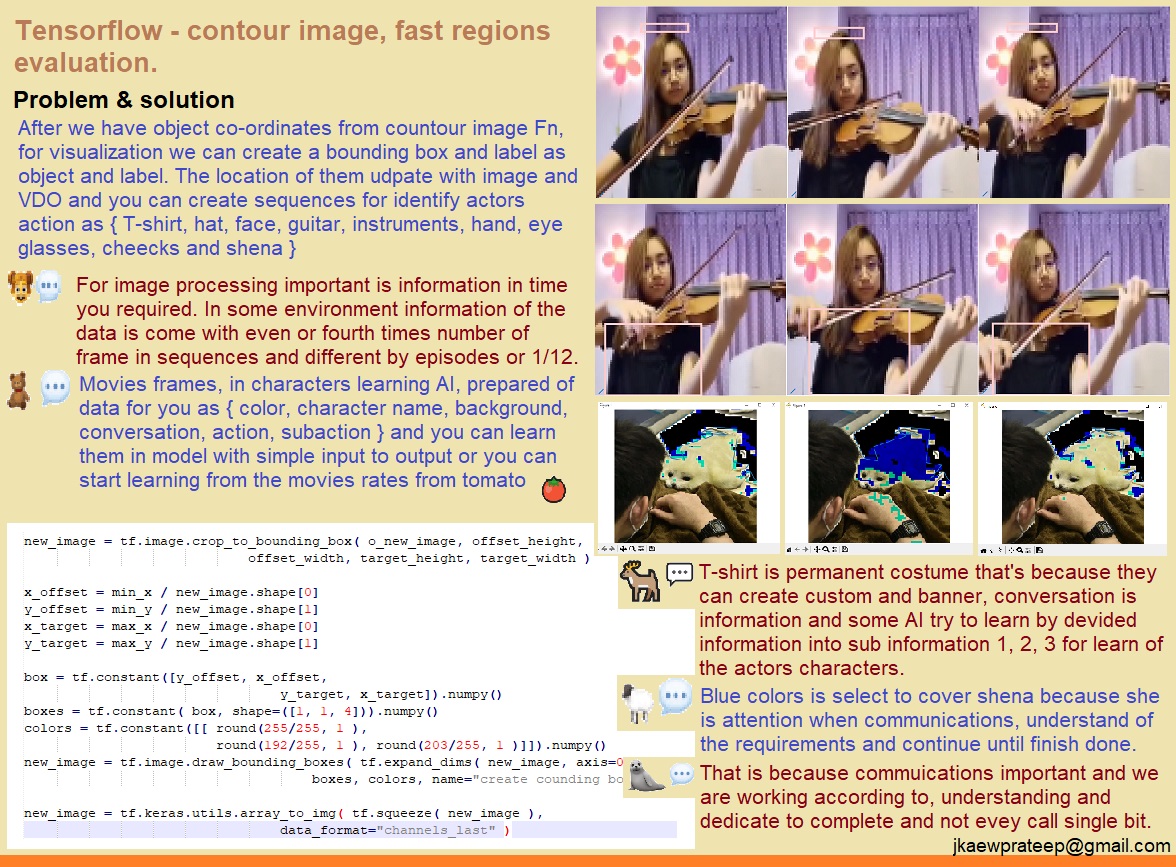 Tensorflow - contour image, fast regions
evaluation.
Problem & solution
After we have object co-ordinates from countour image Fn,
for visualization we can create a bounding box and label as
object and label. The location of them udpate with image and
VDO and you can create sequences for identify actors
action as { T-shirt, hat, face, guitar, instruments, hand, eye
glasses, cheecks and shena }
For image processing important is information in time
you required. In some environment information of the
data is come with even or fourth times number of
frame in sequences and different by episodes or 1/12.
Movies frames, in characters learning AI, prepared of
data for you as { color, character name, background,
conversation, action, subaction } and you can learn
them in model with simple input to output or you can
start learning from the movies rates from tomato
new_image = tf.image.crop_to_bounding_box( o_new_image, offset_height,
offset_width, target_height, target_width )
x_offset = min_x / new_image.shape[0]
y_offset = min_y / new_image.shape[1]
x_target = max_x / new_image.shape[0]
y_target = max_y / new_image.shape[1]
box = tf.constant([y_offset, x_offset,
y_target, x_target]).numpy()
boxes = tf.constant( box, shape=([1, 1, 4])).numpy()
colors = tf.constant([[ round(255/255, 1 ),
round(192/255, 1 ), round(203/255, 1 )]]).numpy()
new_image = tf.image.draw_bounding_boxes( tf.expand_dims( new_image, axis=0
boxes, colors, name="create counding bo
new_image = tf.keras.utils.array_to_img( tf.squeeze( new_image ),
data_format="channels_last" )
T-shirt is permanent costume that's because they
can create custom and banner, conversation is
information and some AI try to learn by devided
information into sub information 1, 2, 3 for learn of
the actors characters.
Blue colors is select to cover shena because she
is attention when communications, understand of
the requirements and continue until finish done.
That is because commuications important and we
are working according to, understanding and
dedicate to complete and not evey call single bit.
jkaewprateep@gmail.com